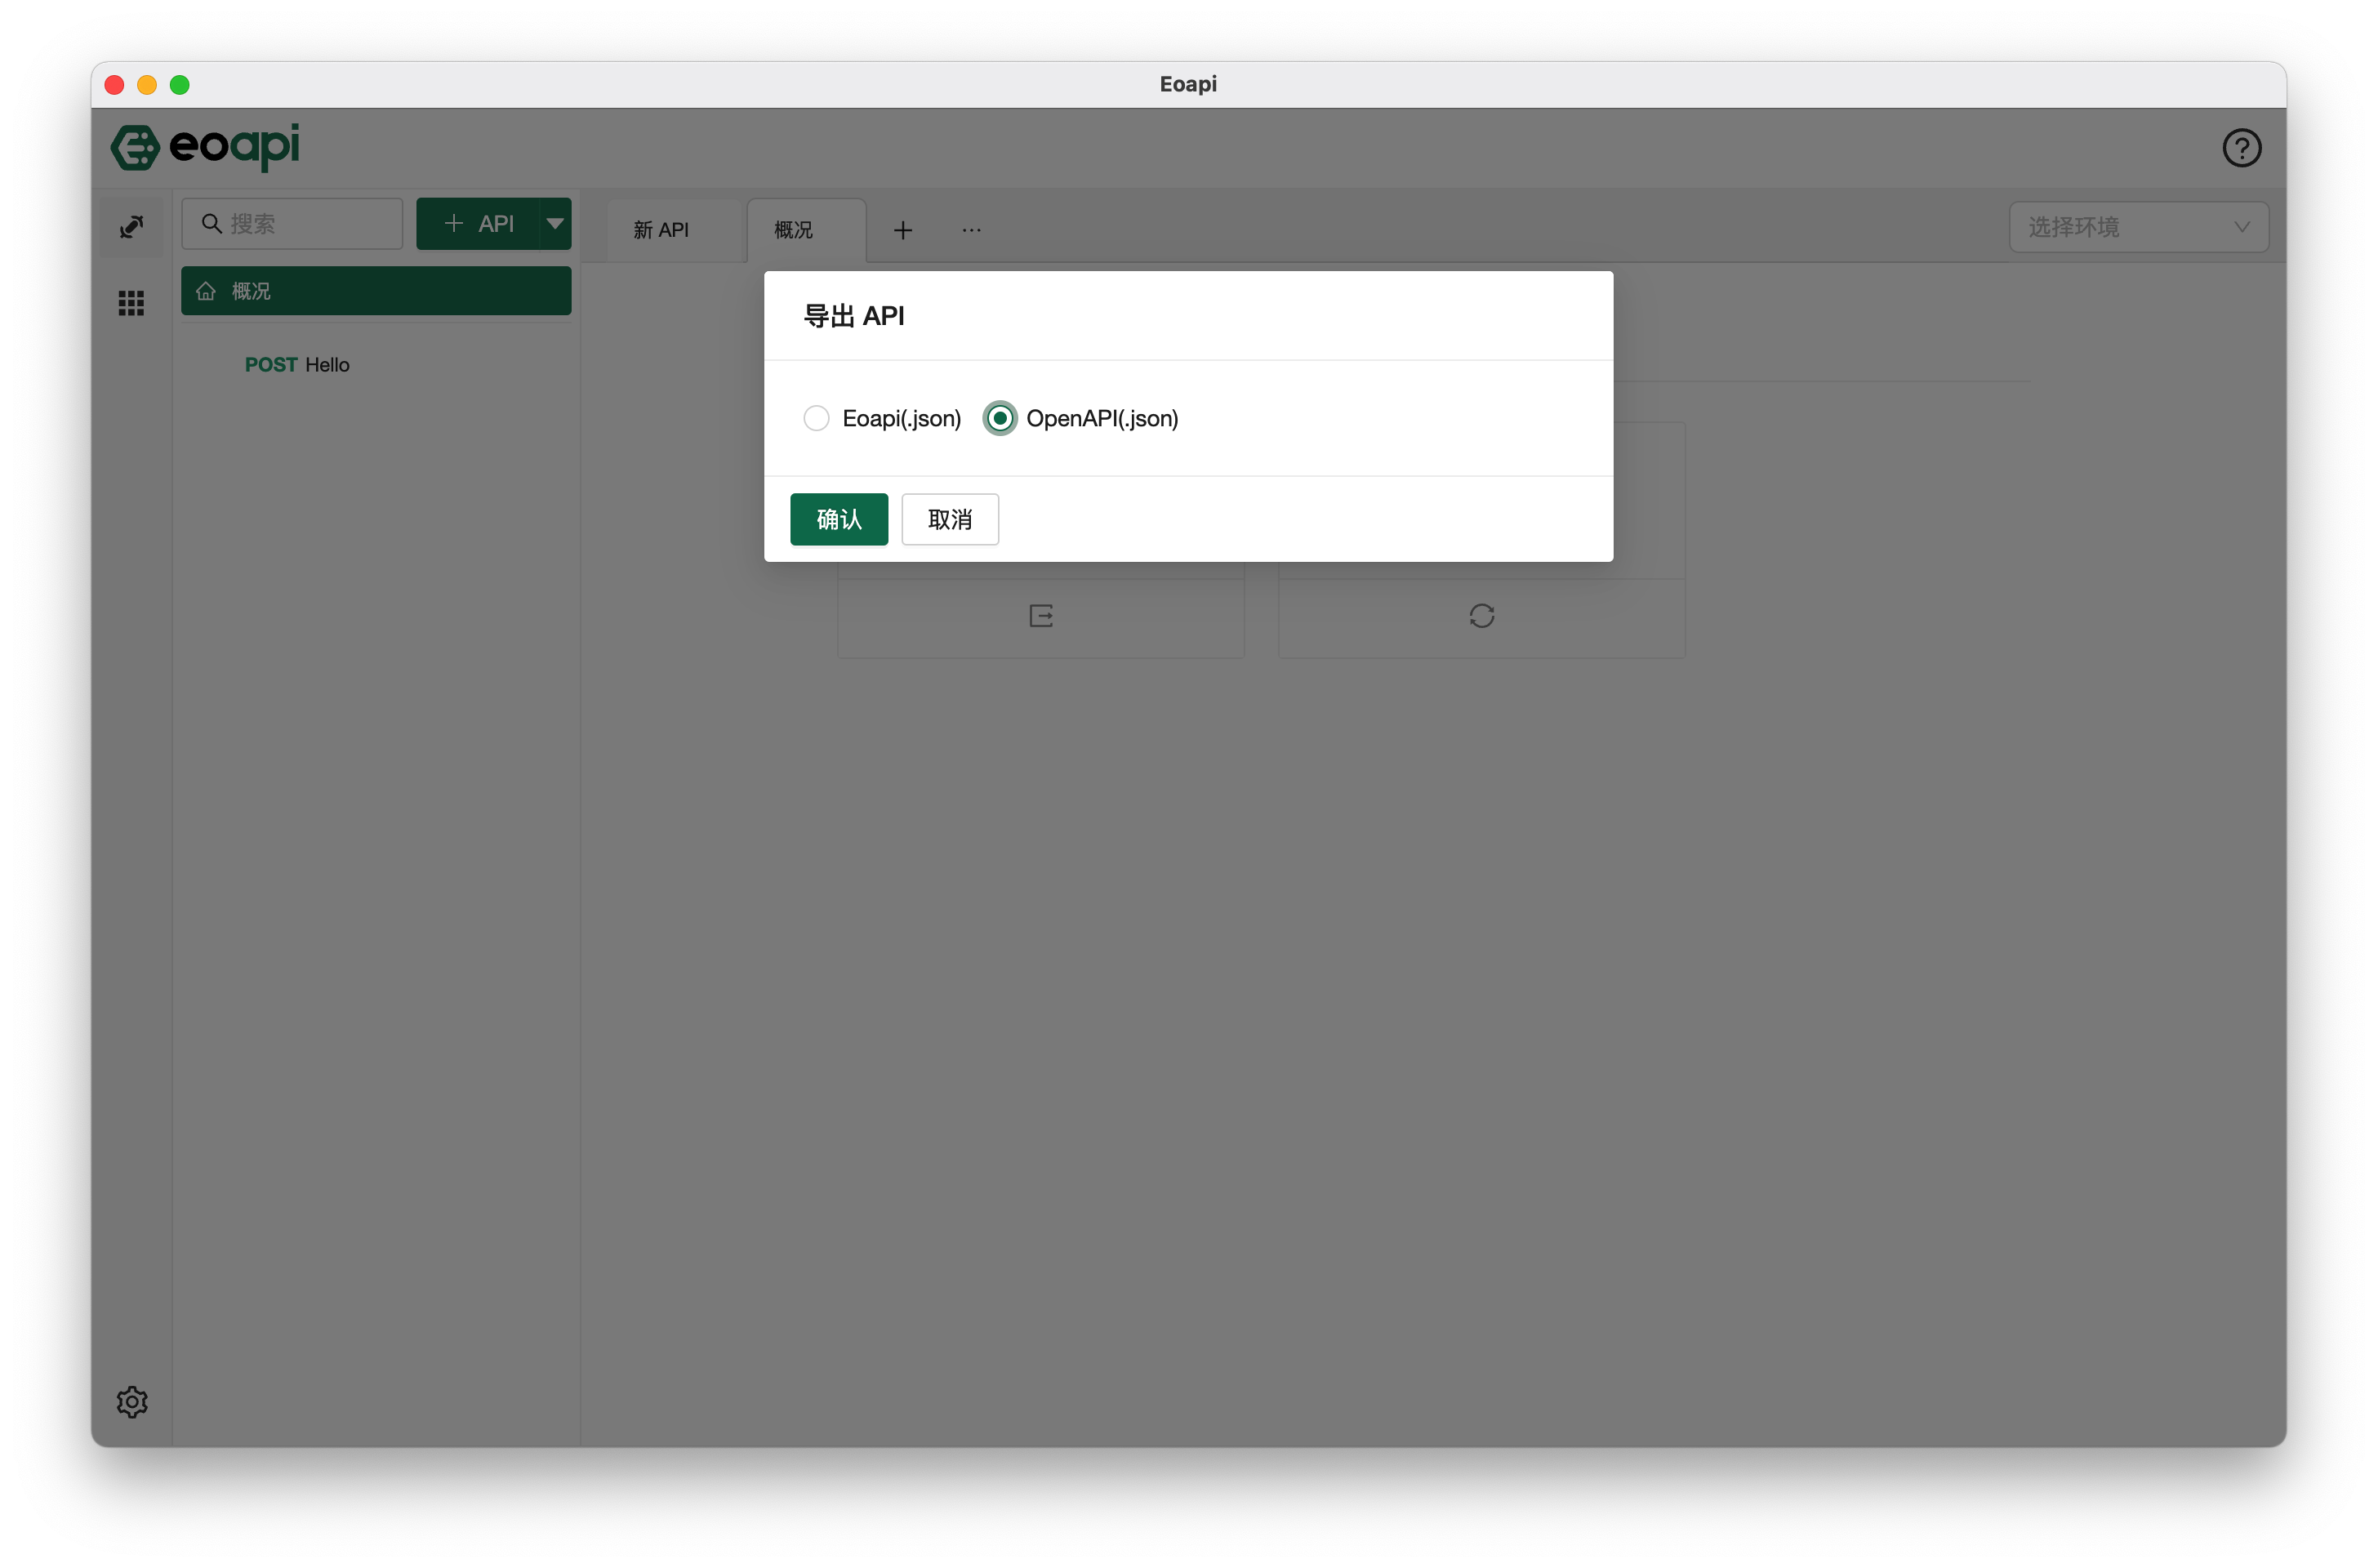 Eoapi
eoapi
搜索
API
新 API
概况
选择环境
概况
POST Hello
导出 API
Eoapi(.json)
OpenAPI(.json)
确认
取消